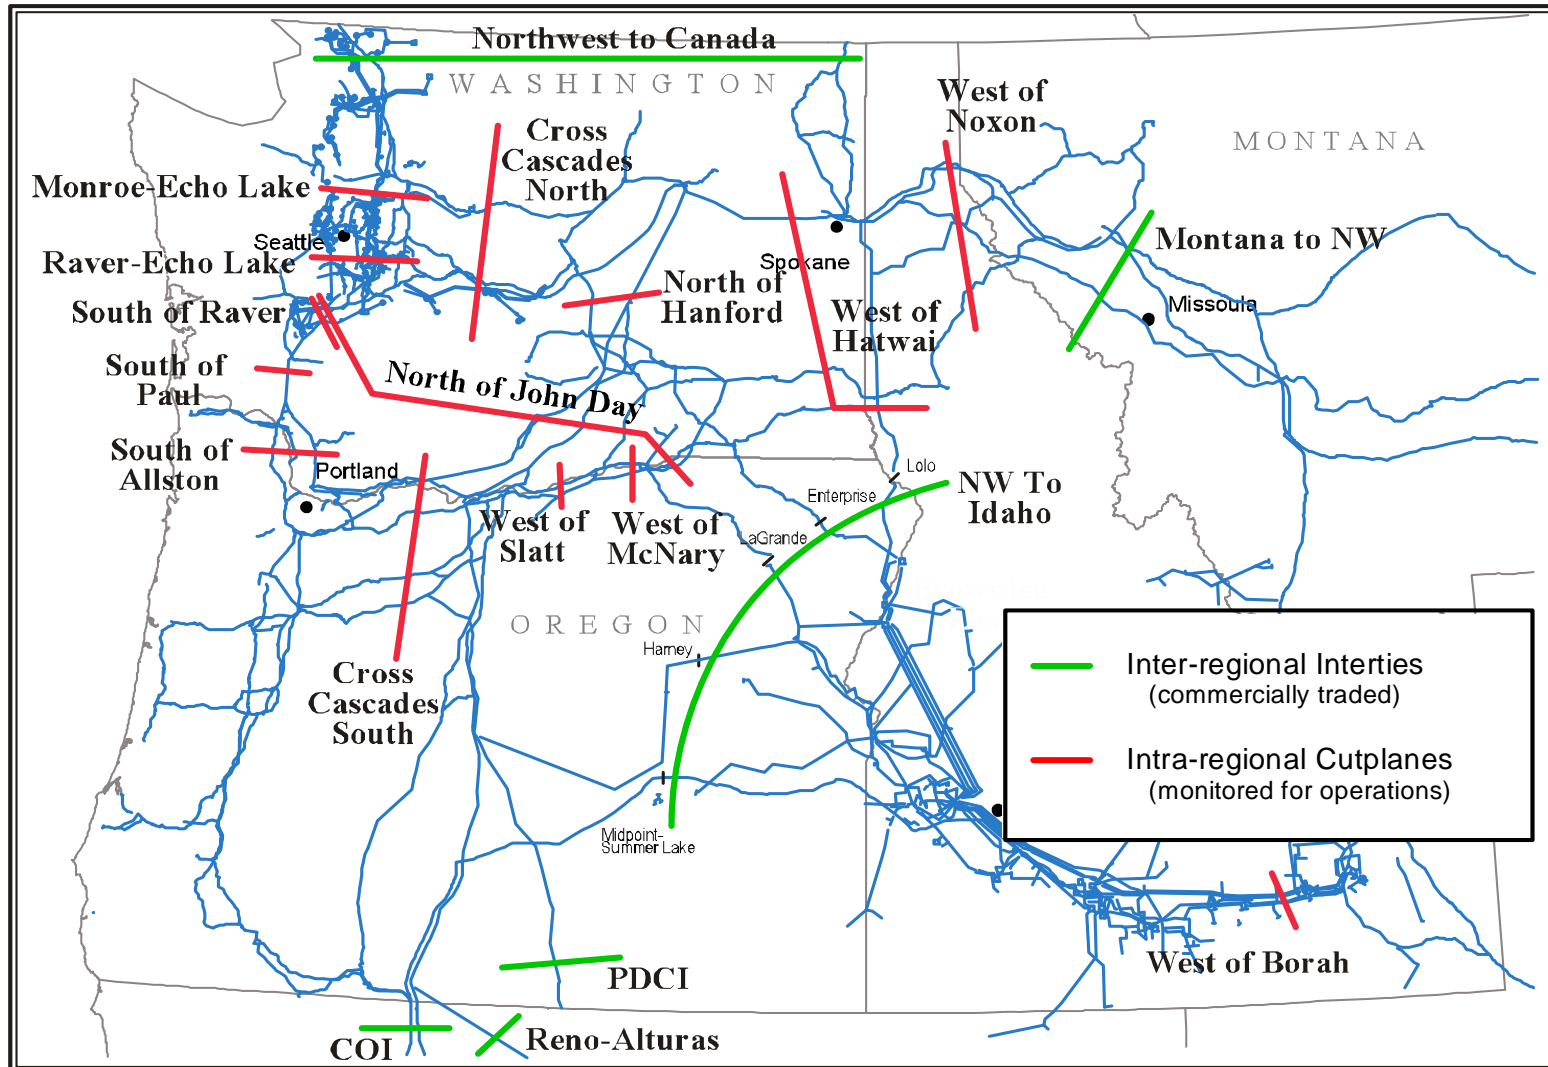 Northwest to Canada
WASHINGTON
West of
Noxon
MONTANA
Cross
Cascades
North
Monroe-Echo Lake
Seattle
Raver-Echo Lake
Spokane
Montana to NW
North of
Hanford
Missoula
South of Raver
West of
Hatwai
South of
Paul
North of John Day
South of
Allston
Portland
Lolo
Enterprise
NW To
Idaho
West of
Slatt
West of
McNary
LaGrande
OREGON
Harney
Cross
Cascades
South
Inter-regional Interties
(commercially traded)
Intra-regional Cutplanes
(monitored for operations)
Midpoint-
Summer Lake
West of Borah
PDCI
COI
Reno-Alturas